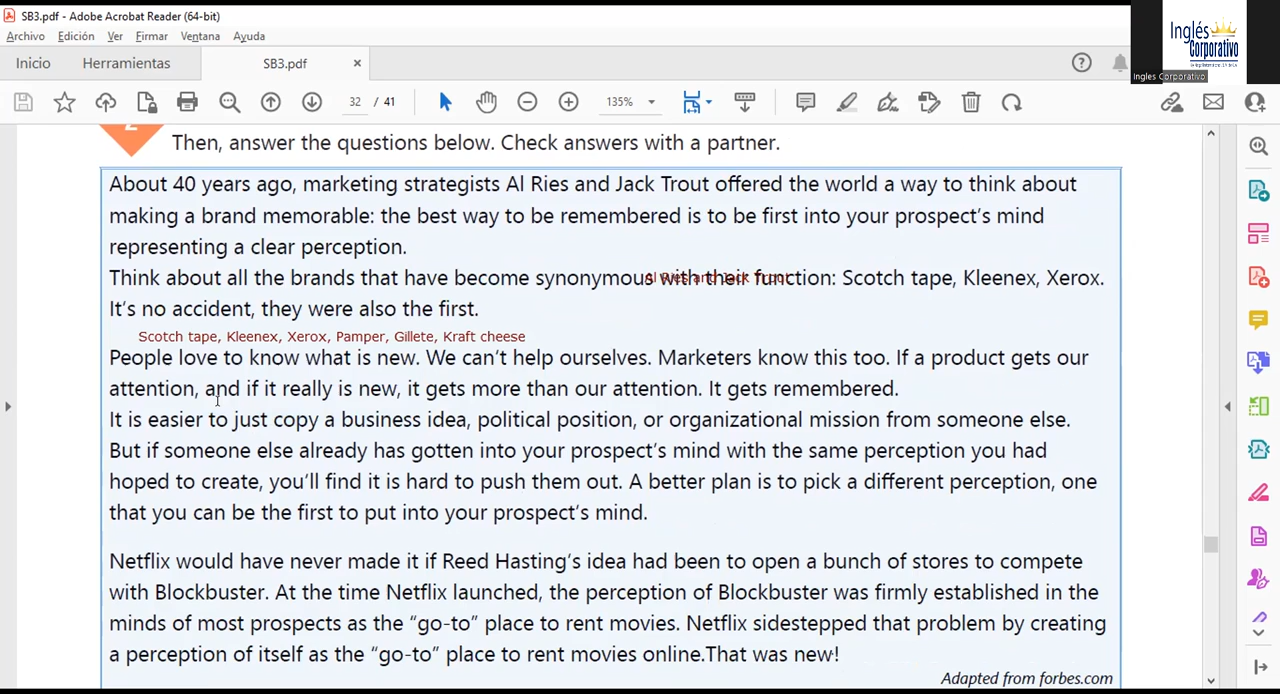 SB3.pdf - Adobe Acrobat Reader (64-bit)
Archivo Edición Ver Firmar Ventana Ayuda
Inglés
Corporativo
Ingles Corporativo
Inicio Herramientas SB3.pdf ×
32 / 41 135%
Then, answer the questions below. Check answers with a partner.
About 40 years ago, marketing strategists Al Ries and Jack Trout offered the world a way to think about
making a brand memorable: the best way to be remembered is to be first into your prospect's mind
representing a clear perception.
Think about all the brands that have become synonymous with their function: Scotch tape, Kleenex, Xerox.
Al Ries and Jack Trout
It's no accident, they were also the first.
Scotch tape, Kleenex, Xerox, Pamper, Gillete, Kraft cheese
People love to know what is new. We can't help ourselves. Marketers know this too. If a product gets our
attention, and if it really is new, it gets more than our attention. It gets remembered.
It is easier to just copy a business idea, political position, or organizational mission from someone else.
But if someone else already has gotten into your prospect's mind with the same perception you had
hoped to create, you'll find it is hard to push them out. A better plan is to pick a different perception, one
that you can be the first to put into your prospect's mind.
Netflix would have never made it if Reed Hasting's idea had been to open a bunch of stores to compete
with Blockbuster. At the time Netflix launched, the perception of Blockbuster was firmly established in the
minds of most prospects as the "go-to" place to rent movies. Netflix sidestepped that problem by creating
a perception of itself as the "go-to" place to rent movies online.That was new!
Adapted from forbes.com